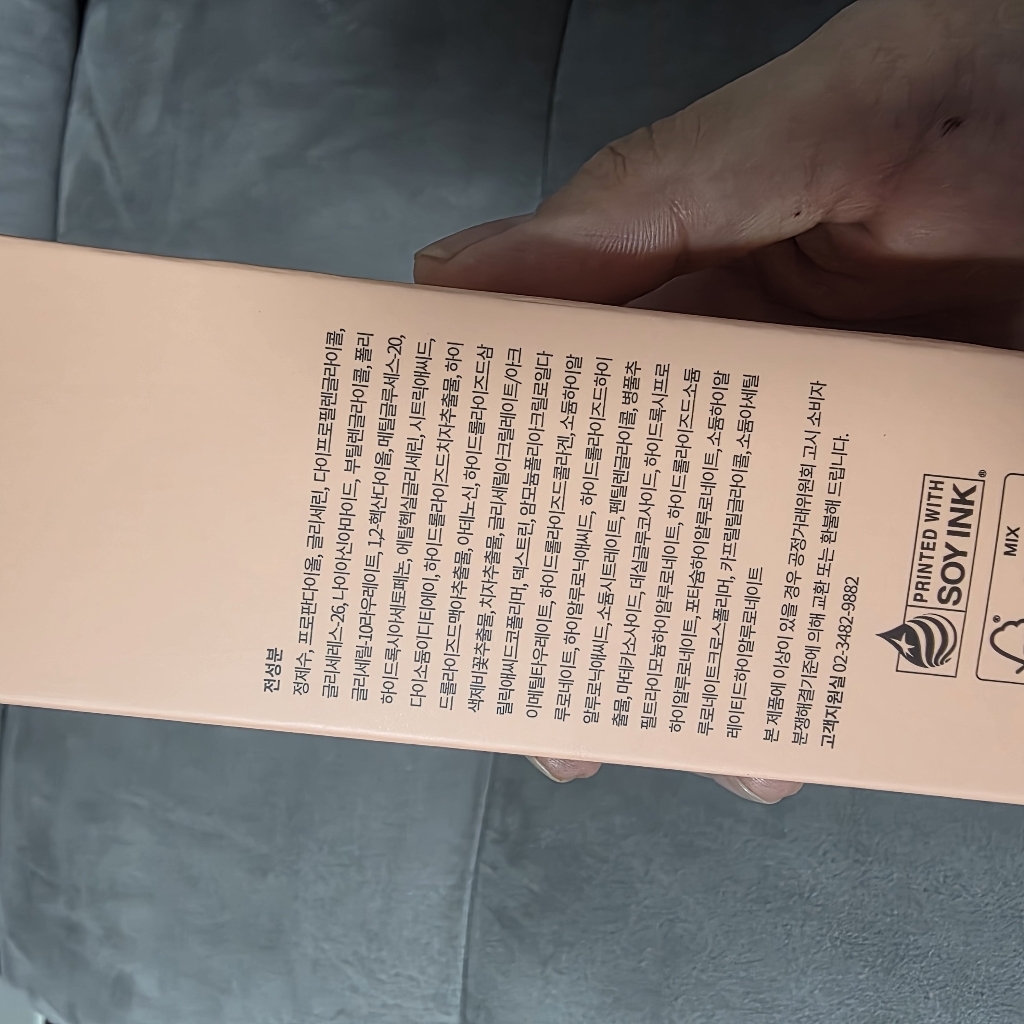 전성분
정제수, 프로판다이올, 글리세린, 다이프로필렌글라이콜,
글리세레스-26, 나이아신아마이드, 부틸렌글라이콜, 폴리
글리세릴-10라우레이트, 1,2-헥산다이올, 메틸글루세스-20,
하이드록시아세토페논, 에틸헥실글리세린, 시트릭애씨드,
다이소듐이디티에이, 하이드롤라이즈드치자추출물, 하이
드롤라이즈드맥아추출물, 아데노신, 하이드롤라이즈드삼
색제비꽃추출물, 치자추출물, 글리세릴아크릴레이트/아크
릴릭애씨드코폴리머, 덱스트린, 암모늄폴리아크릴로일다
이메틸타우레이트, 하이드롤라이즈드콜라겐, 소듐하이알
루로네이트, 하이알루로닉애씨드, 하이드롤라이즈드하이
알루로닉애씨드, 소듐시트레이트, 펜틸렌글라이콜, 병풀추
출물, 마데카소사이드, 데실글루코사이드, 하이드록시프로
필트라이모늄하이알루로네이트, 하이드롤라이즈드소듐
하이알루로네이트, 포타슘하이알루로네이트, 소듐하이알
루로네이트크로스폴리머, 카프릴릴글라이콜, 소듐아세틸
레이티드하이알루로네이트
본 제품에 이상이 있을 경우 공정거래위원회 고시 소비자
분쟁해결기준에 의해 교환 또는 환불해 드립니다.
고객지원실 02-3482-9882
PRINTED WITH
SOY INK®
MIX